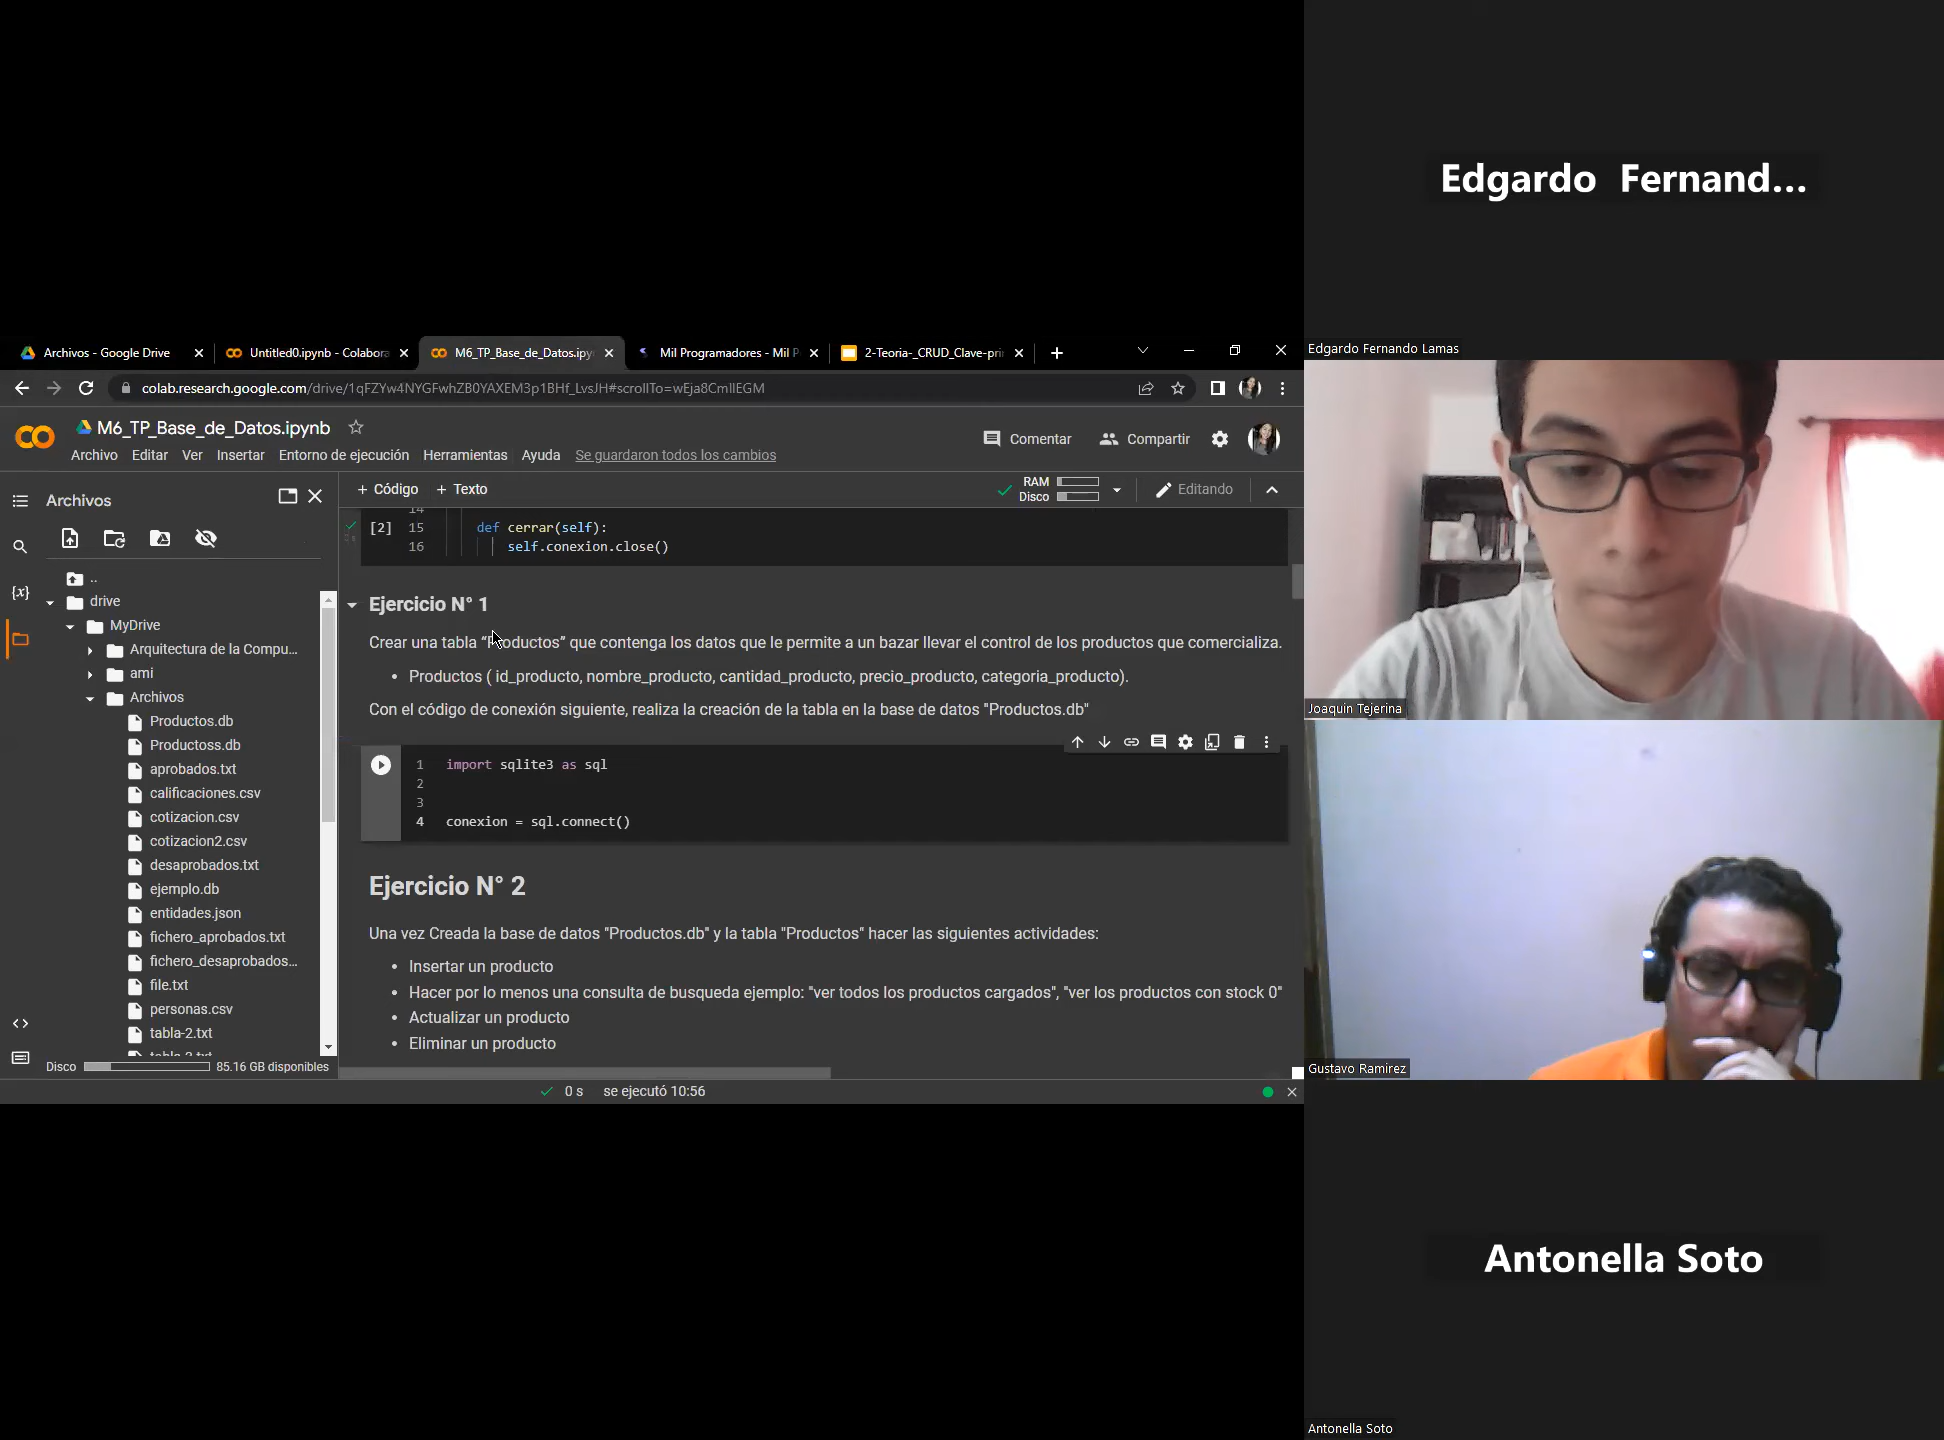 Archivos - Google Drive
Untitled0.ipynb - Colabora
M6_TP_Base_de_Datos.ipy
Mil Programadores - Mil P
2-Teoria-_CRUD_Clave-pri
colab.research.google.com/drive/1qFZYw4NYGFwhZB0YAXEM3p1BHf_LvsJH#scrollTo=wEja8CmIlEGM
M6_TP_Base_de_Datos.ipynb
Comentar
Compartir
Archivo Editar Ver Insertar Entorno de ejecución Herramientas Ayuda Se guardaron todos los cambios
Archivos
+ Código + Texto
RAM
Disco
Editando
14
[2] 15 def cerrar(self):
16 self.conexion.close()
..
drive
MyDrive
Arquitectura de la Compu...
ami
Archivos
Productos.db
Productoss.db
aprobados.txt
calificaciones.csv
cotizacion.csv
cotizacion2.csv
desaprobados.txt
ejemplo.db
entidades.json
fichero_aprobados.txt
fichero_desaprobados...
file.txt
personas.csv
tabla-2.txt
Disco 85.16 GB disponibles
Ejercicio N° 1
Crear una tabla “Productos” que contenga los datos que le permite a un bazar llevar el control de los productos que comercializa.
• Productos ( id_producto, nombre_producto, cantidad_producto, precio_producto, categoria_producto).
Con el código de conexión siguiente, realiza la creación de la tabla en la base de datos "Productos.db"
1 import sqlite3 as sql
2
3
4 conexion = sql.connect()
Ejercicio N° 2
Una vez Creada la base de datos "Productos.db" y la tabla "Productos" hacer las siguientes actividades:
• Insertar un producto
• Hacer por lo menos una consulta de busqueda ejemplo: "ver todos los productos cargados", "ver los productos con stock 0"
• Actualizar un producto
• Eliminar un producto
0 s se ejecutó 10:56
Edgardo Fernand...
Edgardo Fernando Lamas
Joaquin Tejerina
Gustavo Ramirez
Antonella Soto
Antonella Soto